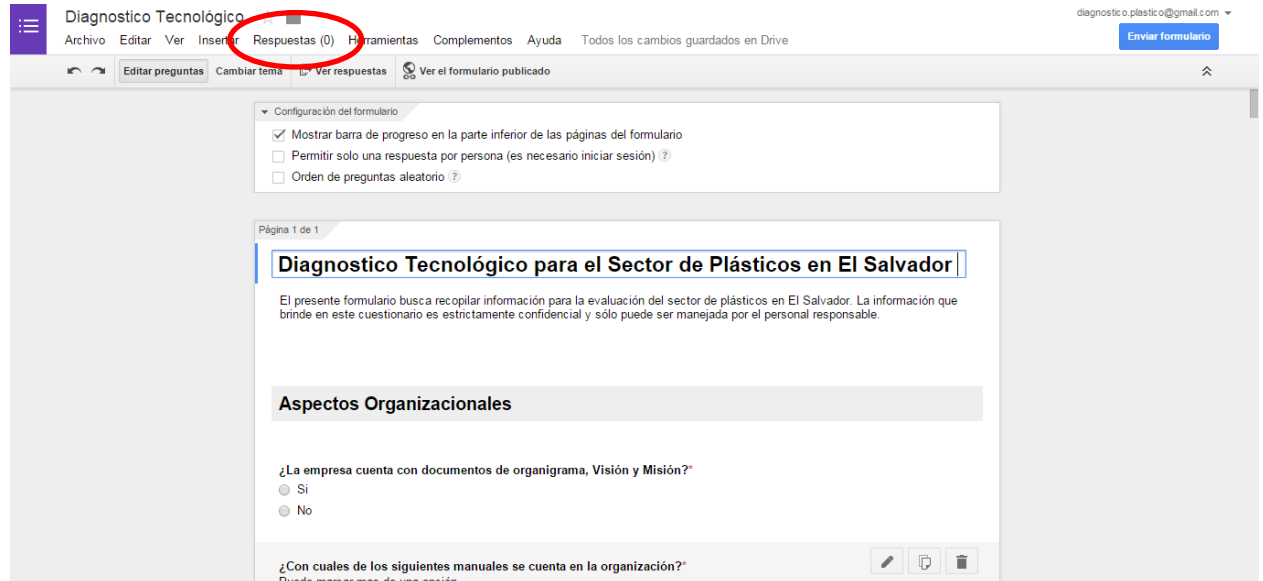 Diagnostico Tecnológico
diagnostico.plastico@gmail.com
Archivo Editar Ver Insertar Respuestas (0) Herramientas Complementos Ayuda Todos los cambios guardados en Drive
Enviar formulario
Editar preguntas Cambiar tema Ver respuestas Ver el formulario publicado
Configuración del formulario
Mostrar barra de progreso en la parte inferior de las páginas del formulario
Permitir solo una respuesta por persona (es necesario iniciar sesión) ?
Orden de preguntas aleatorio ?
Página 1 de 1
Diagnostico Tecnológico para el Sector de Plásticos en El Salvador
El presente formulario busca recopilar información para la evaluación del sector de plásticos en El Salvador. La información que
brinde en este cuestionario es estrictamente confidencial y sólo puede ser manejada por el personal responsable.
Aspectos Organizacionales
¿La empresa cuenta con documentos de organigrama, Visión y Misión?*
Si
No
¿Con cuales de los siguientes manuales se cuenta en la organización?*
Puede marcar mas de una opción